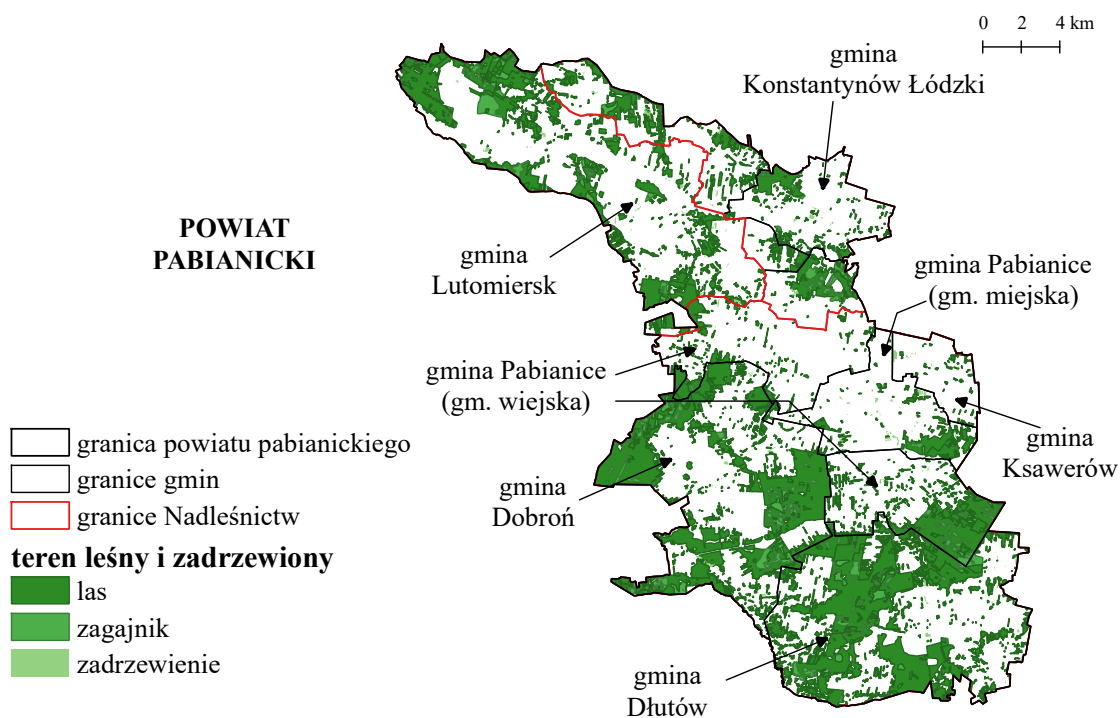 0 2 4 km
gmina
Konstantynów Łódzki
POWIAT
PABIANICKI
gmina
Lutomiersk
gmina Pabianice
(gm. miejska)
gmina Pabianice
(gm. wiejska)
gmina
Ksawerów
gmina
Dobroń
granica powiatu pabianickiego
granice gmin
granice Nadleśnictw
teren leśny i zadrzewiony
las
zagajnik
zadrzewienie
gmina
Dłutów